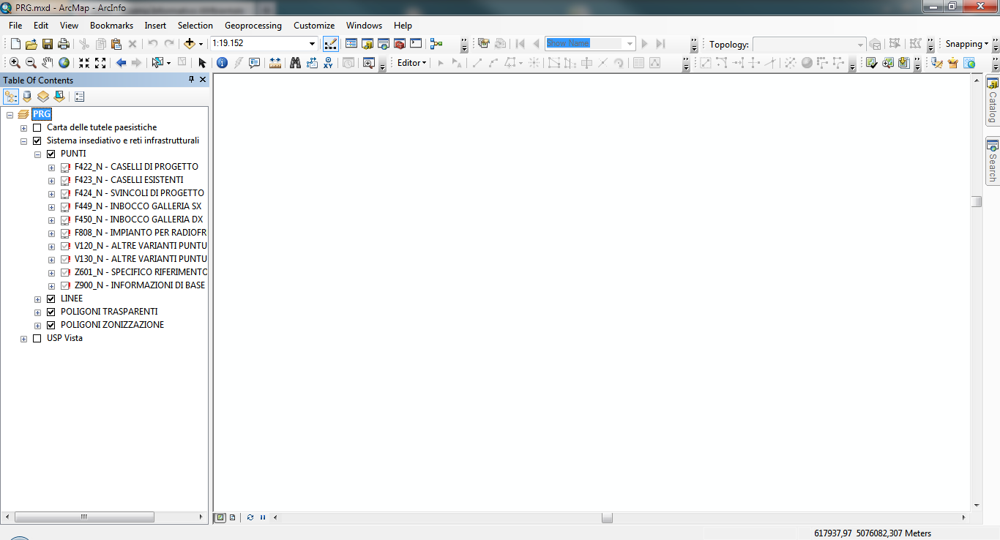 PRG.mxd - ArcMap - ArcInfo
File Edit View Bookmarks Insert Selection Geoprocessing Customize Windows Help
1:19.152 Show Name Topology: Snapping
Editor
Table Of Contents
PRG
Carta delle tutele paesistiche
Sistema insediativo e reti infrastrutturali
PUNTI
F422_N - CASELLI DI PROGETTO
F423_N - CASELLI ESISTENTI
F424_N - SVINCOLI DI PROGETTO
F449_N - INBOCCO GALLERIA SX
F450_N - INBOCCO GALLERIA DX
F808_N - IMPIANTO PER RADIOFR
V120_N - ALTRE VARIANTI PUNTU
V130_N - ALTRE VARIANTI PUNTU
Z601_N - SPECIFICO RIFERIMENTO
Z900_N - INFORMAZIONI DI BASE
LINEE
POLIGONI TRASPARENTI
POLIGONI ZONIZZAZIONE
USP Vista
Catalog
Search
617937,97 5076082,307 Meters